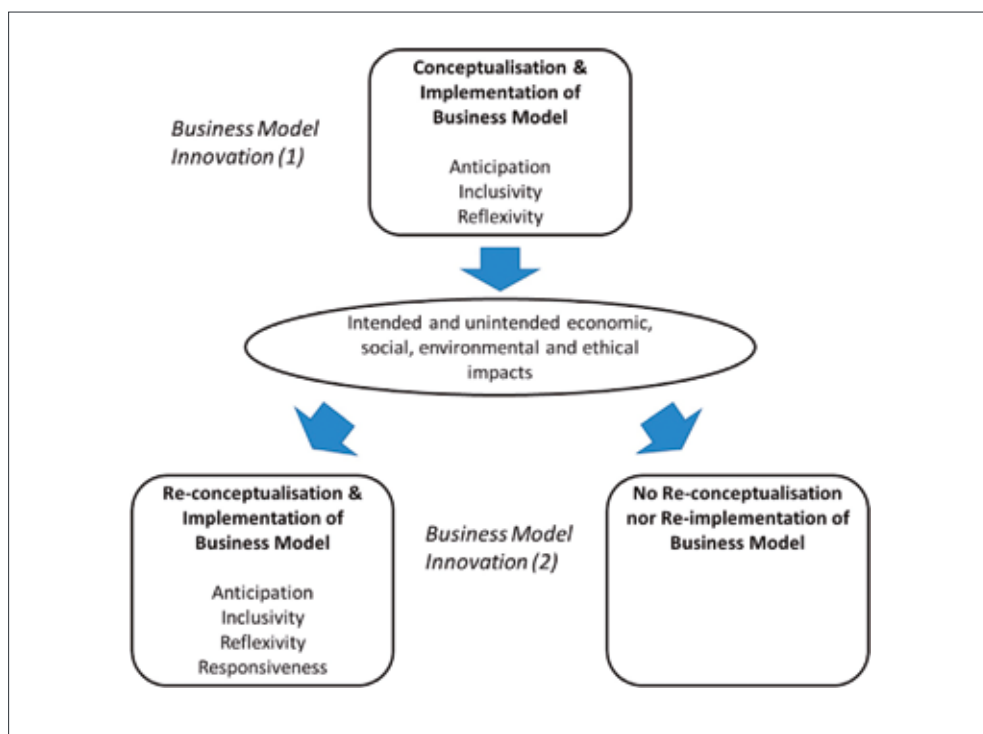 Conceptualisation &
Implementation of
Business Model
Anticipation
Inclusivity
Reflexivity
Business Model
Innovation (1)
Intended and unintended economic,
social, environmental and ethical
impacts
Re-conceptualisation &
Implementation of
Business Model
Anticipation
Inclusivity
Reflexivity
Responsiveness
Business Model
Innovation (2)
No Re-conceptualisation
nor Re-implementation of
Business Model